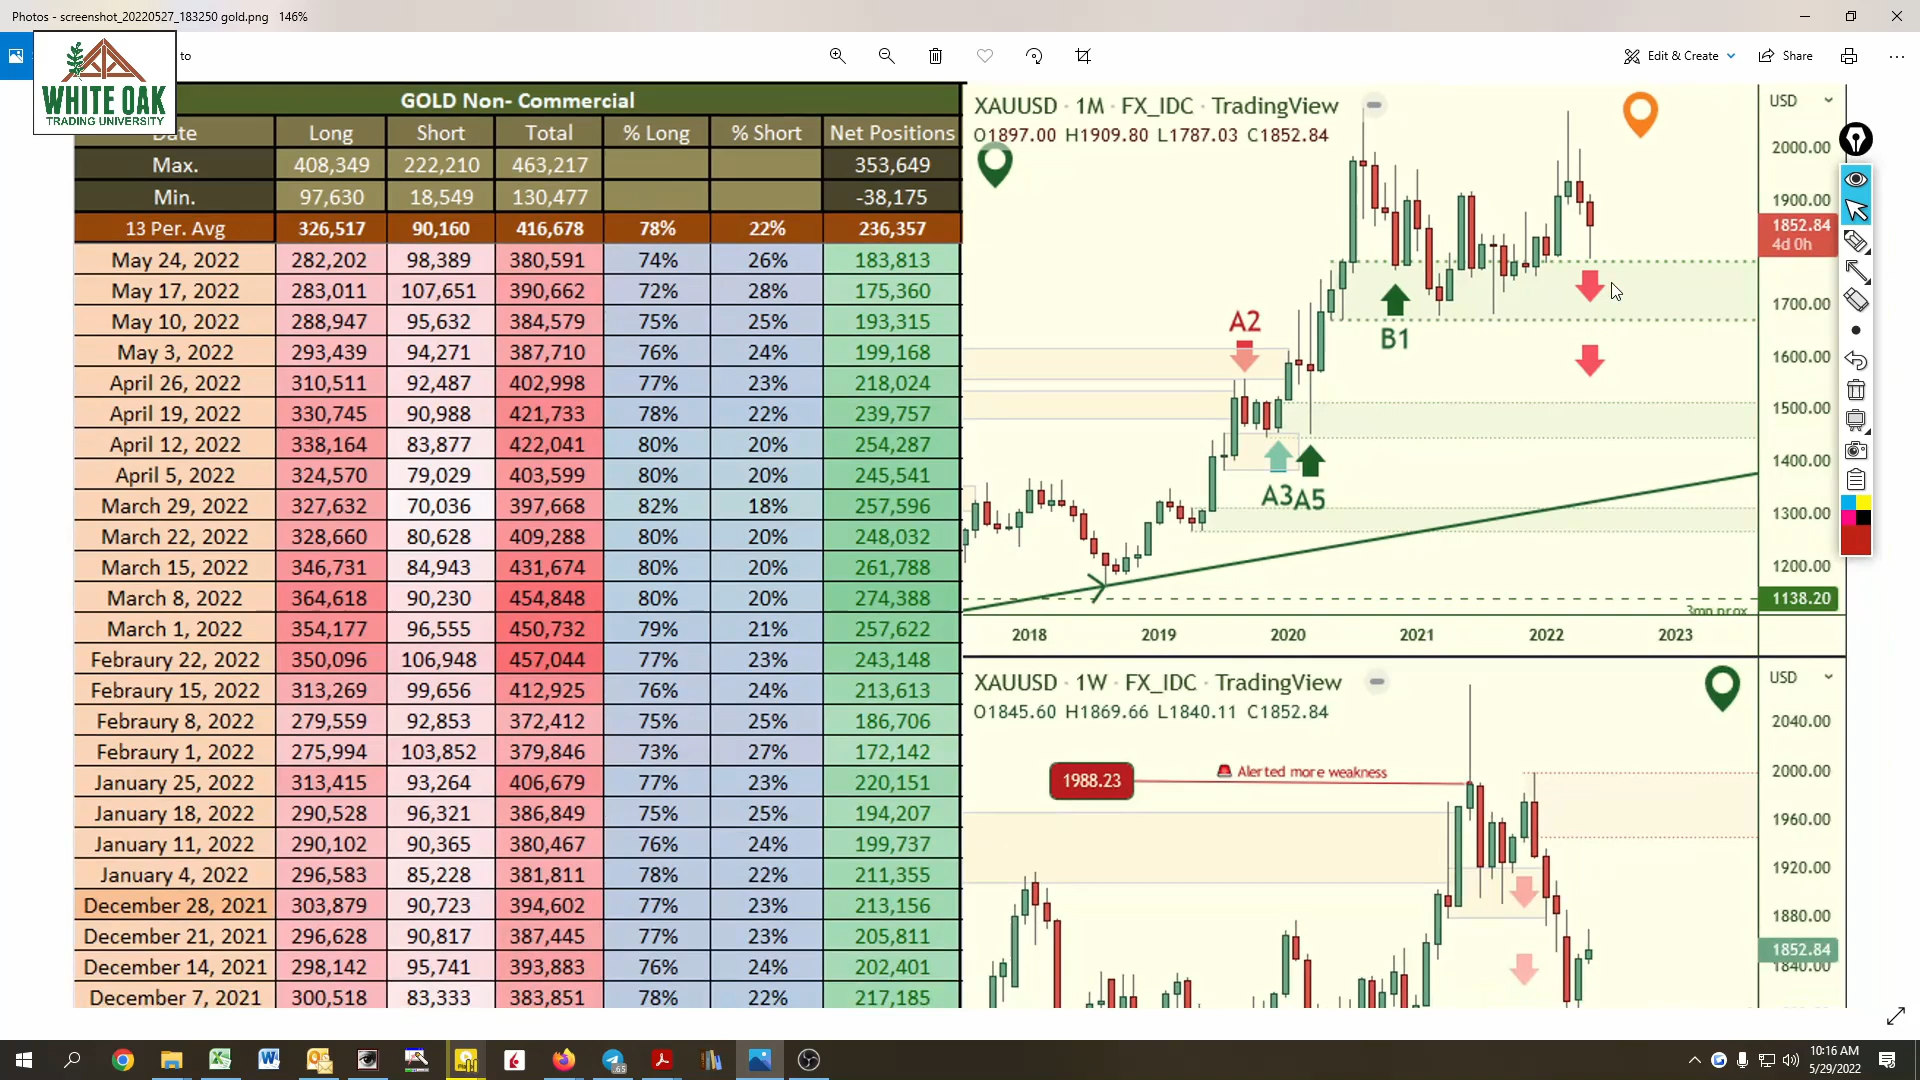 Photos - screenshot_20220527_183250 gold.png 146%
WHITE OAK
TRADING UNIVERSITY
to
Edit & Create
Share
GOLD Non- Commercial
Date Long Short Total % Long % Short Net Positions
Max. 408,349 222,210 463,217 353,649
Min. 97,630 18,549 130,477 -38,175
13 Per. Avg 326,517 90,160 416,678 78% 22% 236,357
May 24, 2022 282,202 98,389 380,591 74% 26% 183,813
May 17, 2022 283,011 107,651 390,662 72% 28% 175,360
May 10, 2022 288,947 95,632 384,579 75% 25% 193,315
May 3, 2022 293,439 94,271 387,710 76% 24% 199,168
April 26, 2022 310,511 92,487 402,998 77% 23% 218,024
April 19, 2022 330,745 90,988 421,733 78% 22% 239,757
April 12, 2022 338,164 83,877 422,041 80% 20% 254,287
April 5, 2022 324,570 79,029 403,599 80% 20% 245,541
March 29, 2022 327,632 70,036 397,668 82% 18% 257,596
March 22, 2022 328,660 80,628 409,288 80% 20% 248,032
March 15, 2022 346,731 84,943 431,674 80% 20% 261,788
March 8, 2022 364,618 90,230 454,848 80% 20% 274,388
March 1, 2022 354,177 96,555 450,732 79% 21% 257,622
Febraury 22, 2022 350,096 106,948 457,044 77% 23% 243,148
Febraury 15, 2022 313,269 99,656 412,925 76% 24% 213,613
Febraury 8, 2022 279,559 92,853 372,412 75% 25% 186,706
Febraury 1, 2022 275,994 103,852 379,846 73% 27% 172,142
January 25, 2022 313,415 93,264 406,679 77% 23% 220,151
January 18, 2022 290,528 96,321 386,849 75% 25% 194,207
January 11, 2022 290,102 90,365 380,467 76% 24% 199,737
January 4, 2022 296,583 85,228 381,811 78% 22% 211,355
December 28, 2021 303,879 90,723 394,602 77% 23% 213,156
December 21, 2021 296,628 90,817 387,445 77% 23% 205,811
December 14, 2021 298,142 95,741 393,883 76% 24% 202,401
December 7, 2021 300,518 83,333 383,851 78% 22% 217,185
XAUUSD · 1M · FX_IDC · TradingView
O1897.00 H1909.80 L1787.03 C1852.84
USD
2000.00
1900.00
1852.84
4d 0h
1700.00
1600.00
1500.00
1400.00
1300.00
1200.00
1138.20
A2
B1
A3 A5
3mn prox
2018 2019 2020 2021 2022 2023
XAUUSD · 1W · FX_IDC · TradingView
O1845.60 H1869.66 L1840.11 C1852.84
USD
2040.00
2000.00
1960.00
1920.00
1880.00
1852.84
1840.00
1988.23
Alerted more weakness
10:16 AM
5/29/2022